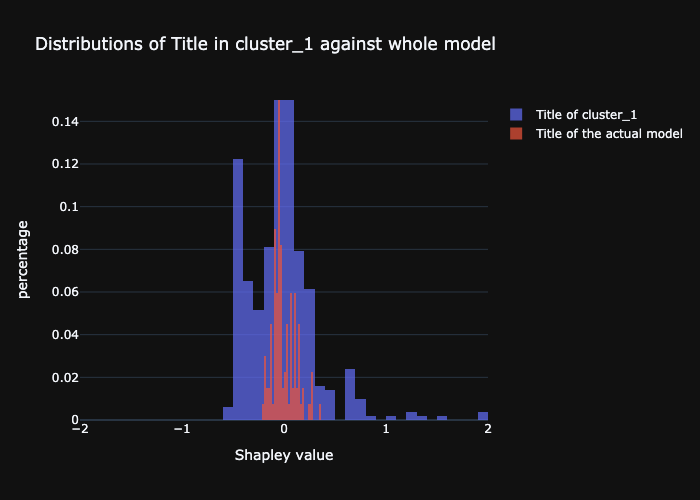 Distributions of Title in cluster_1 against whole model
Title of cluster_1
Title of the actual model
percentage
0.14
0.12
0.1
0.08
0.06
0.04
0.02
0
−2
−1
0
1
2
Shapley value